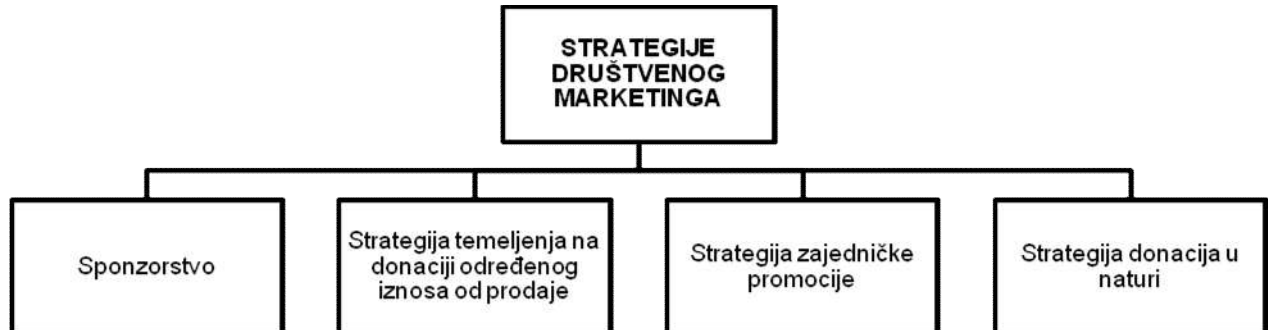 STRATEGIJE
DRUŠTVENOG
MARKETINGA
Sponzorstvo
Strategija temeljenja na
donaciji određenog
iznosa od prodaje
Strategija zajedničke
promocije
Strategija donacija u
naturi